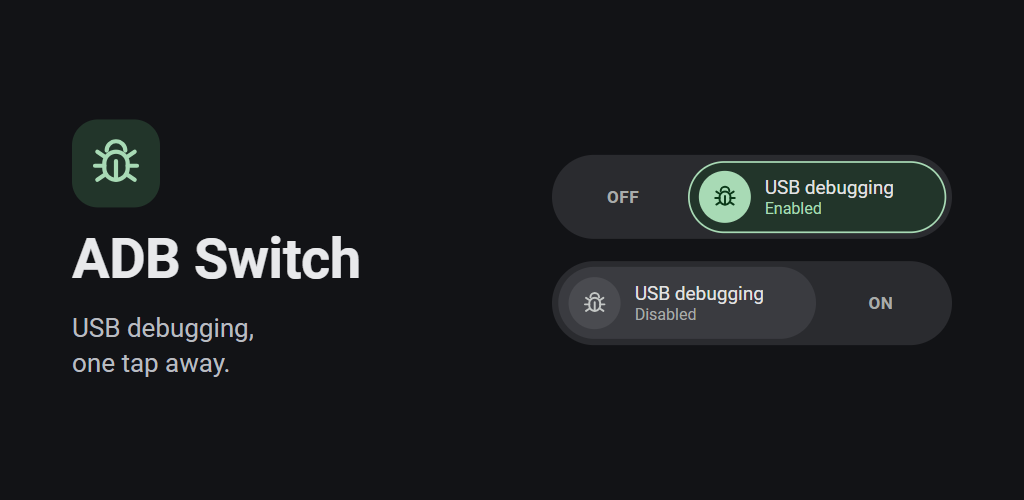 ADB Switch
USB debugging,
one tap away.
OFF
USB debugging
Enabled
USB debugging
Disabled
ON